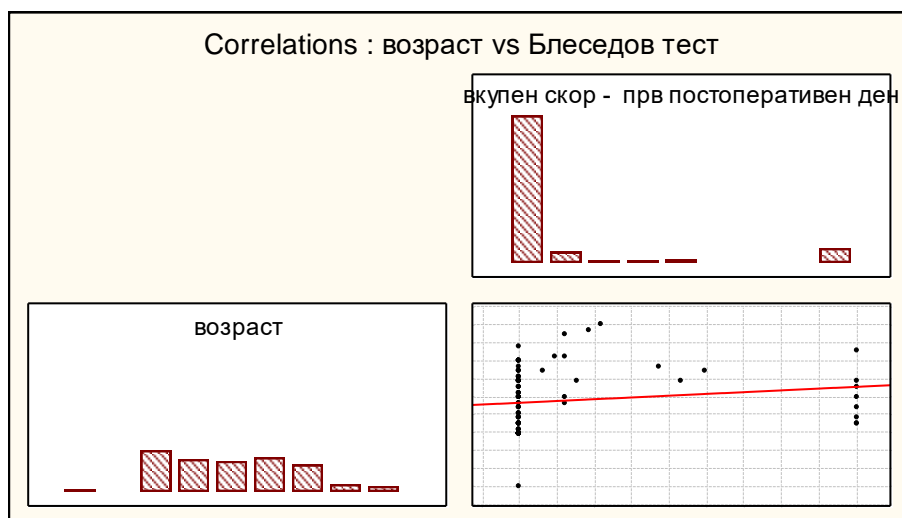 Correlations : возраст vs Блеседов тест
вкупен скор - прв постоперативен ден
возраст